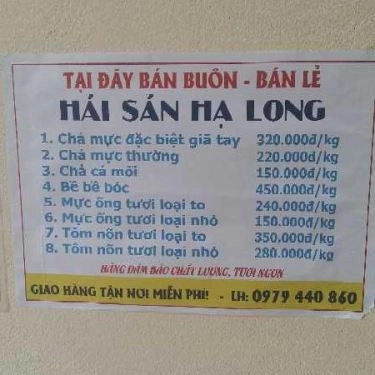 TẠI ĐÂY BÁN BUÔN - BÁN LẺ
HẢI SẢN HẠ LONG
1. Chả mực đặc biệt giã tay 320.000đ/kg
2. Chả mực thường 220.000đ/kg
3. Chả cá mối 150.000đ/kg
4. Bề bề bóc 450.000đ/kg
5. Mực ống tươi loại to 240.000đ/kg
6. Mực ống tươi loại nhỏ 150.000đ/kg
7. Tôm nõn tươi loại to 350.000đ/kg
8. Tôm nõn tươi loại nhỏ 280.000đ/kg
HÀNG ĐẢM BẢO CHẤT LƯỢNG, TƯƠI NGON
GIAO HÀNG TẬN NƠI MIỄN PHÍ! - LH: 0979 440 860